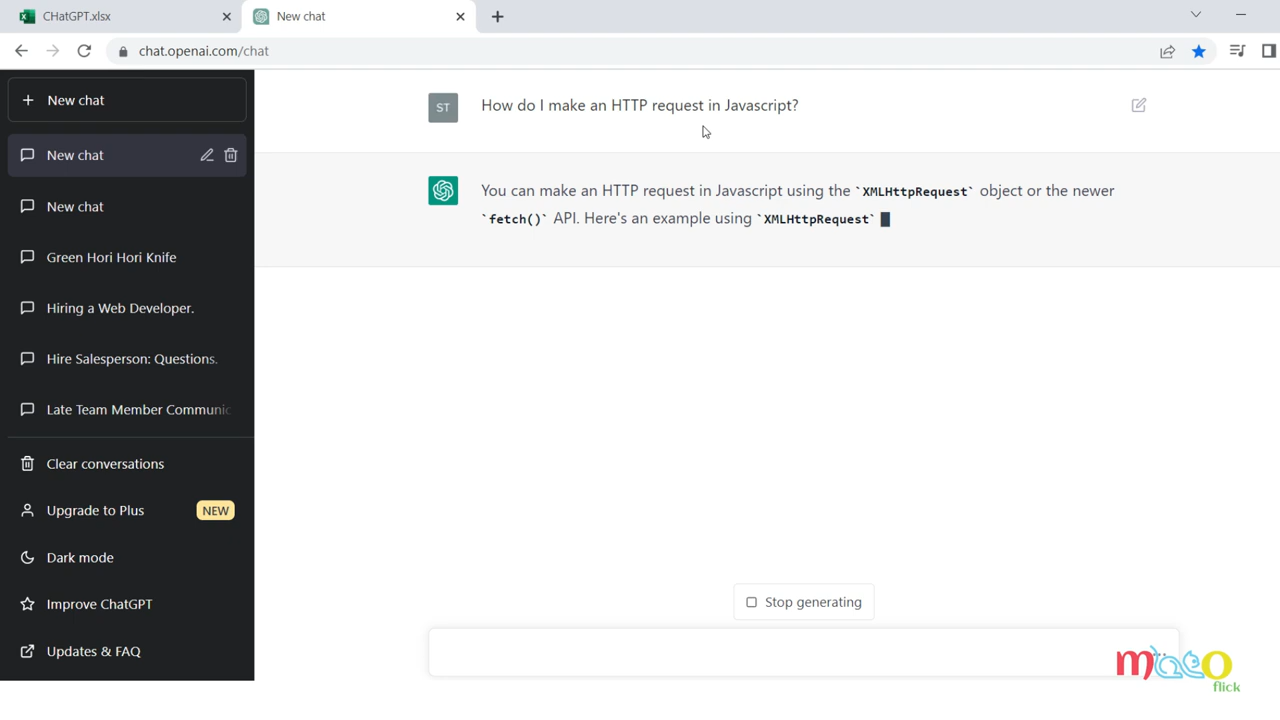 CHatGPT.xlsx
New chat
chat.openai.com/chat
New chat
New chat
New chat
Green Hori Hori Knife
Hiring a Web Developer.
Hire Salesperson: Questions.
Late Team Member Communic
Clear conversations
Upgrade to Plus NEW
Dark mode
Improve ChatGPT
Updates & FAQ
ST How do I make an HTTP request in Javascript?
You can make an HTTP request in Javascript using the `XMLHttpRequest` object or the newer
`fetch()` API. Here's an example using `XMLHttpRequest`
Stop generating
flick